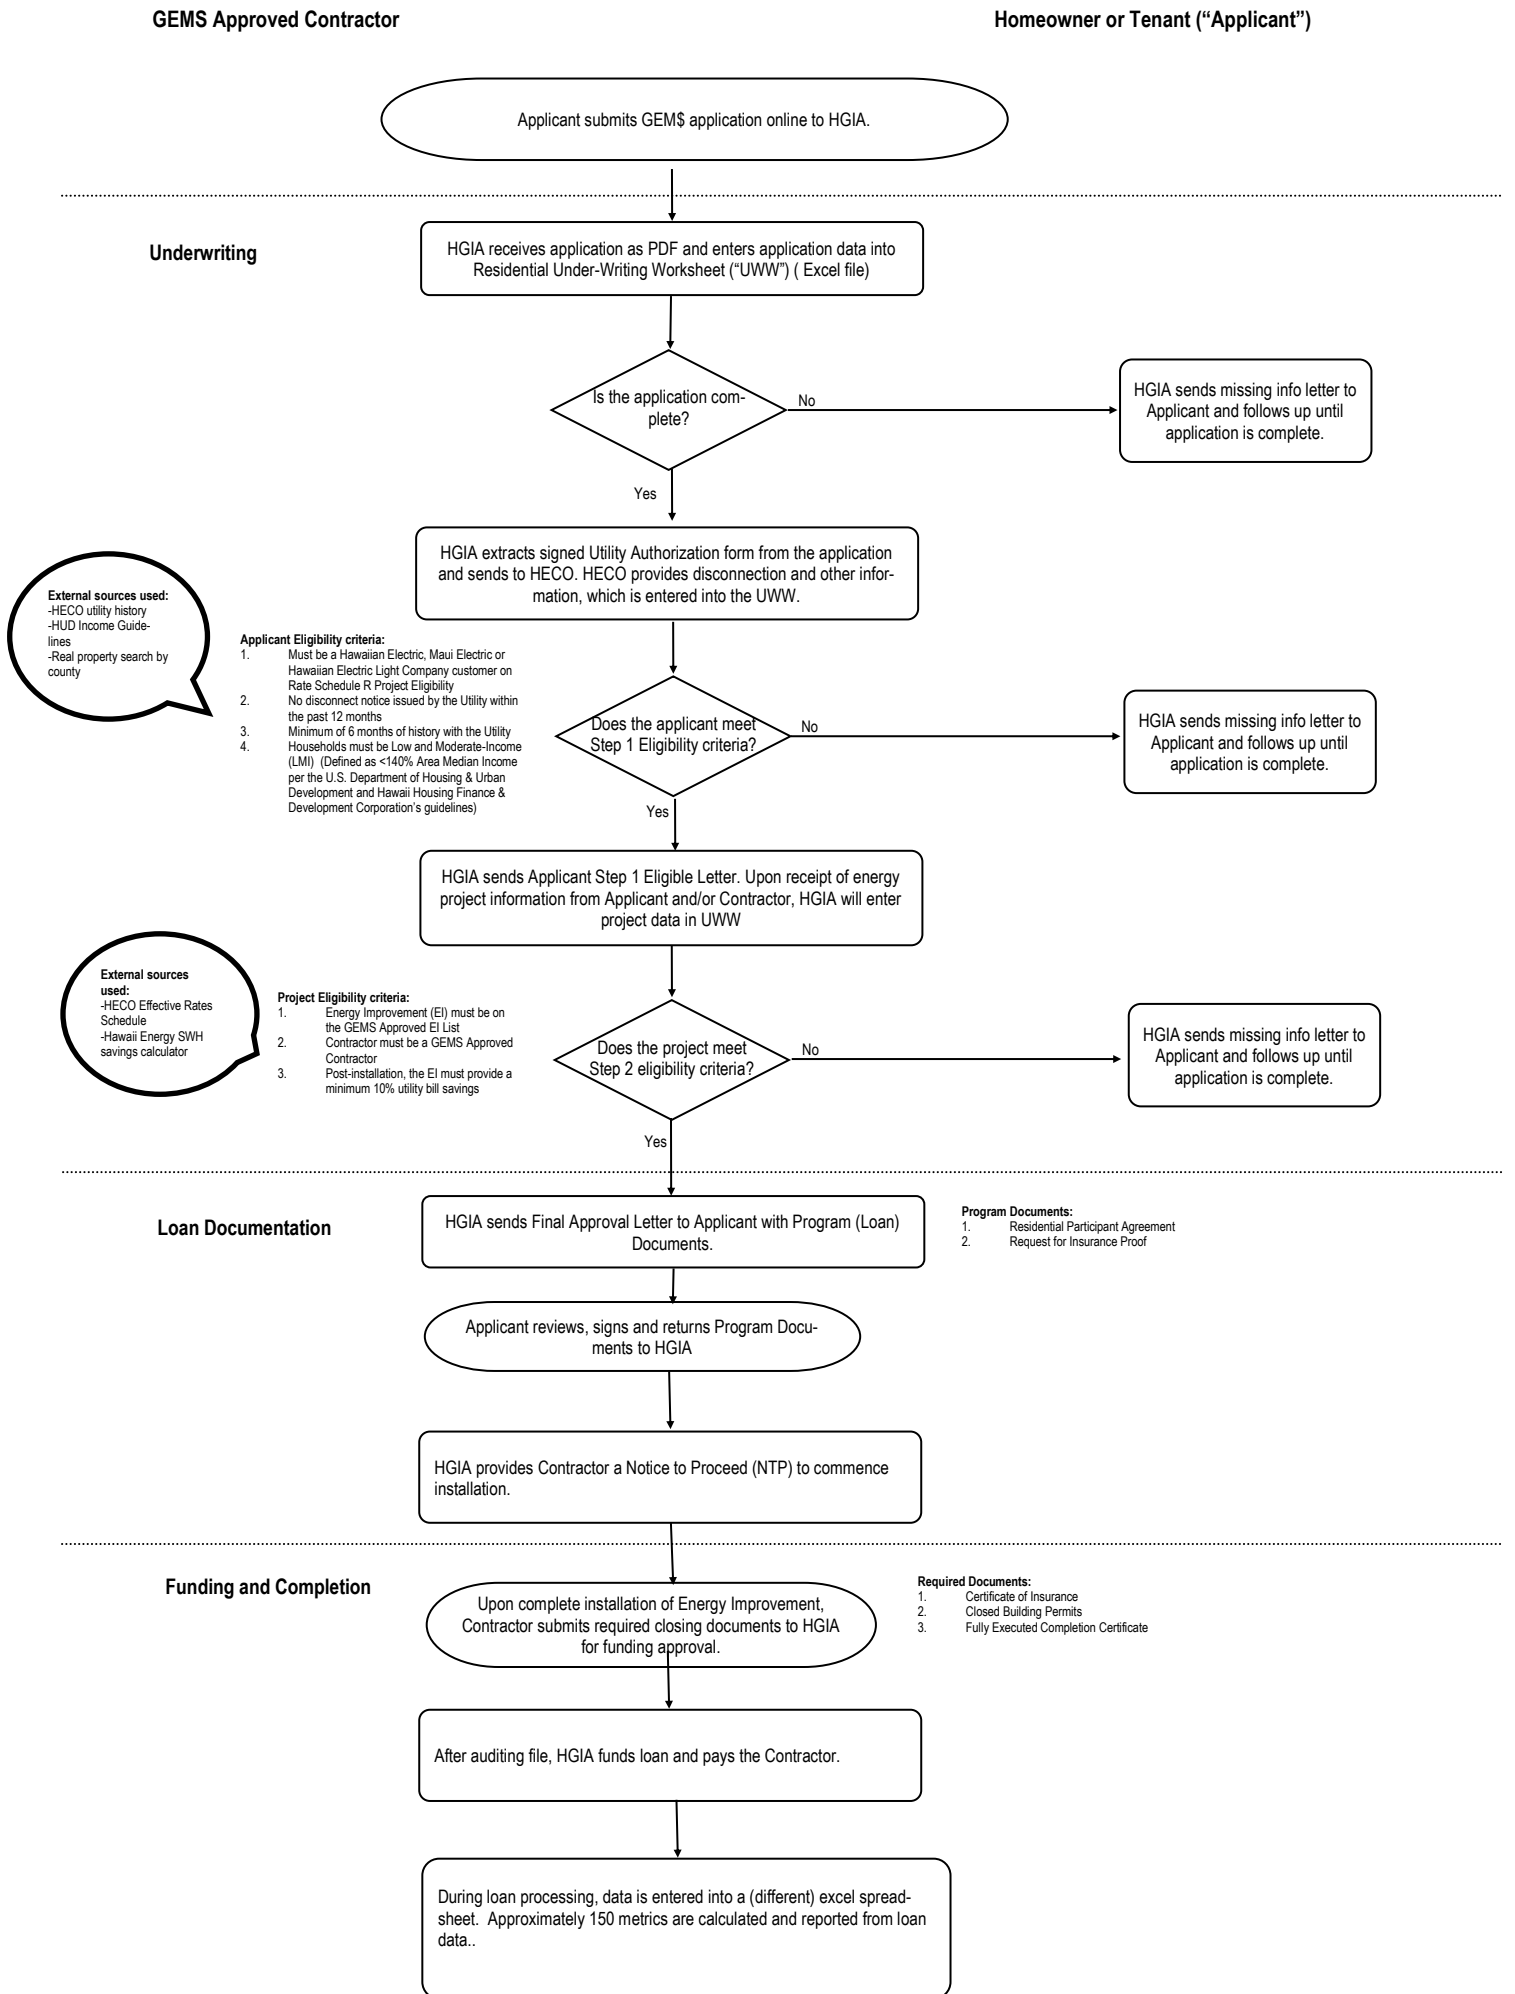 GEMS Approved Contractor
Homeowner or Tenant (“Applicant”)
Applicant submits GEM$ application online to HGIA.
Underwriting
HGIA receives application as PDF and enters application data into
Residential Under-Writing Worksheet (“UWW”) ( Excel file)
Is the application com-
plete?
No
HGIA sends missing info letter to
Applicant and follows up until
application is complete.
Yes
HGIA extracts signed Utility Authorization form from the application
and sends to HECO. HECO provides disconnection and other infor-
mation, which is entered into the UWW.
External sources used:
-HECO utility history
-HUD Income Guide-
lines
-Real property search by
county
Applicant Eligibility criteria:
1. Must be a Hawaiian Electric, Maui Electric or
Hawaiian Electric Light Company customer on
Rate Schedule R Project Eligibility
2. No disconnect notice issued by the Utility within
the past 12 months
3. Minimum of 6 months of history with the Utility
4. Households must be Low and Moderate-Income
(LMI) (Defined as <140% Area Median Income
per the U.S. Department of Housing & Urban
Development and Hawaii Housing Finance &
Development Corporation’s guidelines)
Does the applicant meet
Step 1 Eligibility criteria?
No
HGIA sends missing info letter to
Applicant and follows up until
application is complete.
Yes
HGIA sends Applicant Step 1 Eligible Letter. Upon receipt of energy
project information from Applicant and/or Contractor, HGIA will enter
project data in UWW
External sources
used:
-HECO Effective Rates
Schedule
-Hawaii Energy SWH
savings calculator
Project Eligibility criteria:
1. Energy Improvement (EI) must be on
the GEMS Approved EI List
2. Contractor must be a GEMS Approved
Contractor
3. Post-installation, the EI must provide a
minimum 10% utility bill savings
Does the project meet
Step 2 eligibility criteria?
No
HGIA sends missing info letter to
Applicant and follows up until
application is complete.
Yes
Loan Documentation
HGIA sends Final Approval Letter to Applicant with Program (Loan)
Documents.
Program Documents:
1. Residential Participant Agreement
2. Request for Insurance Proof
Applicant reviews, signs and returns Program Docu-
ments to HGIA
HGIA provides Contractor a Notice to Proceed (NTP) to commence
installation.
Funding and Completion
Upon complete installation of Energy Improvement,
Contractor submits required closing documents to HGIA
for funding approval.
Required Documents:
1. Certificate of Insurance
2. Closed Building Permits
3. Fully Executed Completion Certificate
After auditing file, HGIA funds loan and pays the Contractor.
During loan processing, data is entered into a (different) excel spread-
sheet. Approximately 150 metrics are calculated and reported from loan
data..